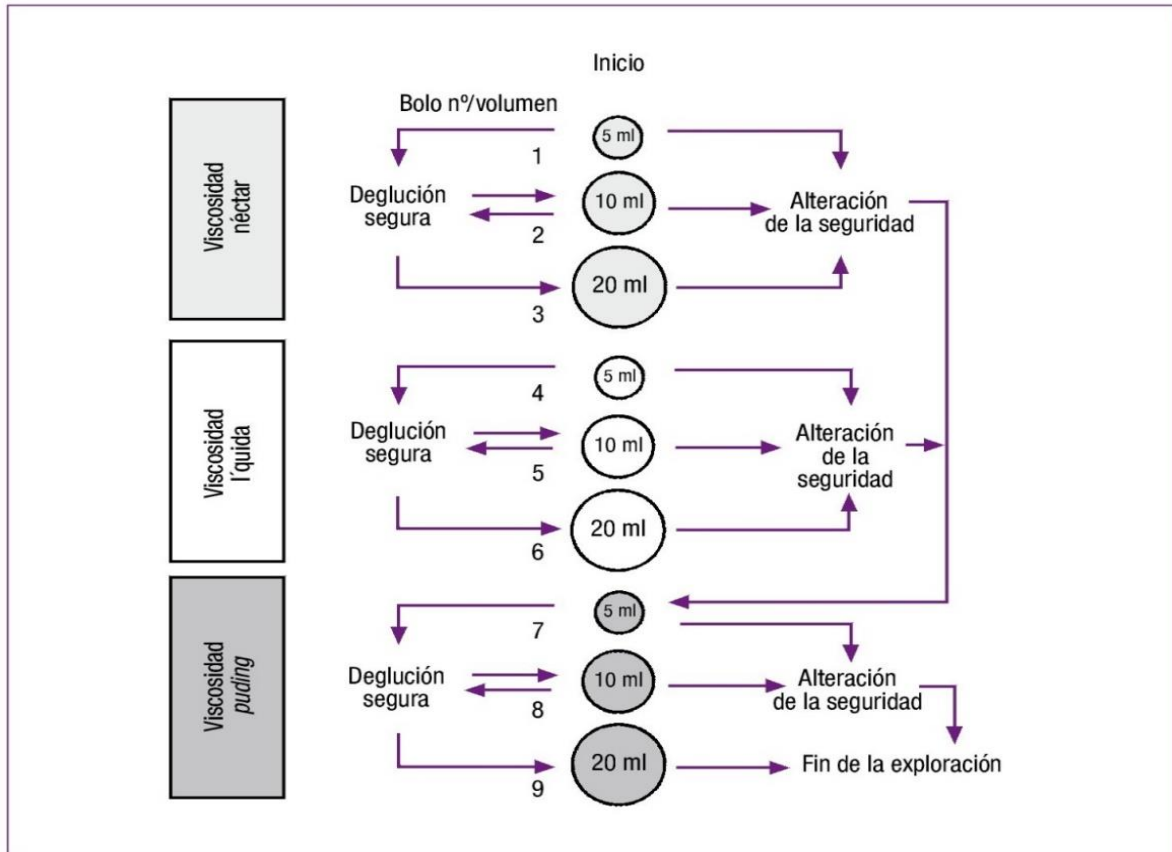 Inicio
Bolo nº/volumen
Viscosidad
néctar
5 ml
1
Deglución
segura
10 ml
2
Alteración
de la seguridad
20 ml
3
Viscosidad
l´quida
5 ml
4
Deglución
segura
10 ml
5
Alteración
de la
seguridad
20 ml
6
Viscosidad
puding
5 ml
7
Deglución
segura
10 ml
8
Alteración
de la seguridad
20 ml
9
Fin de la exploración